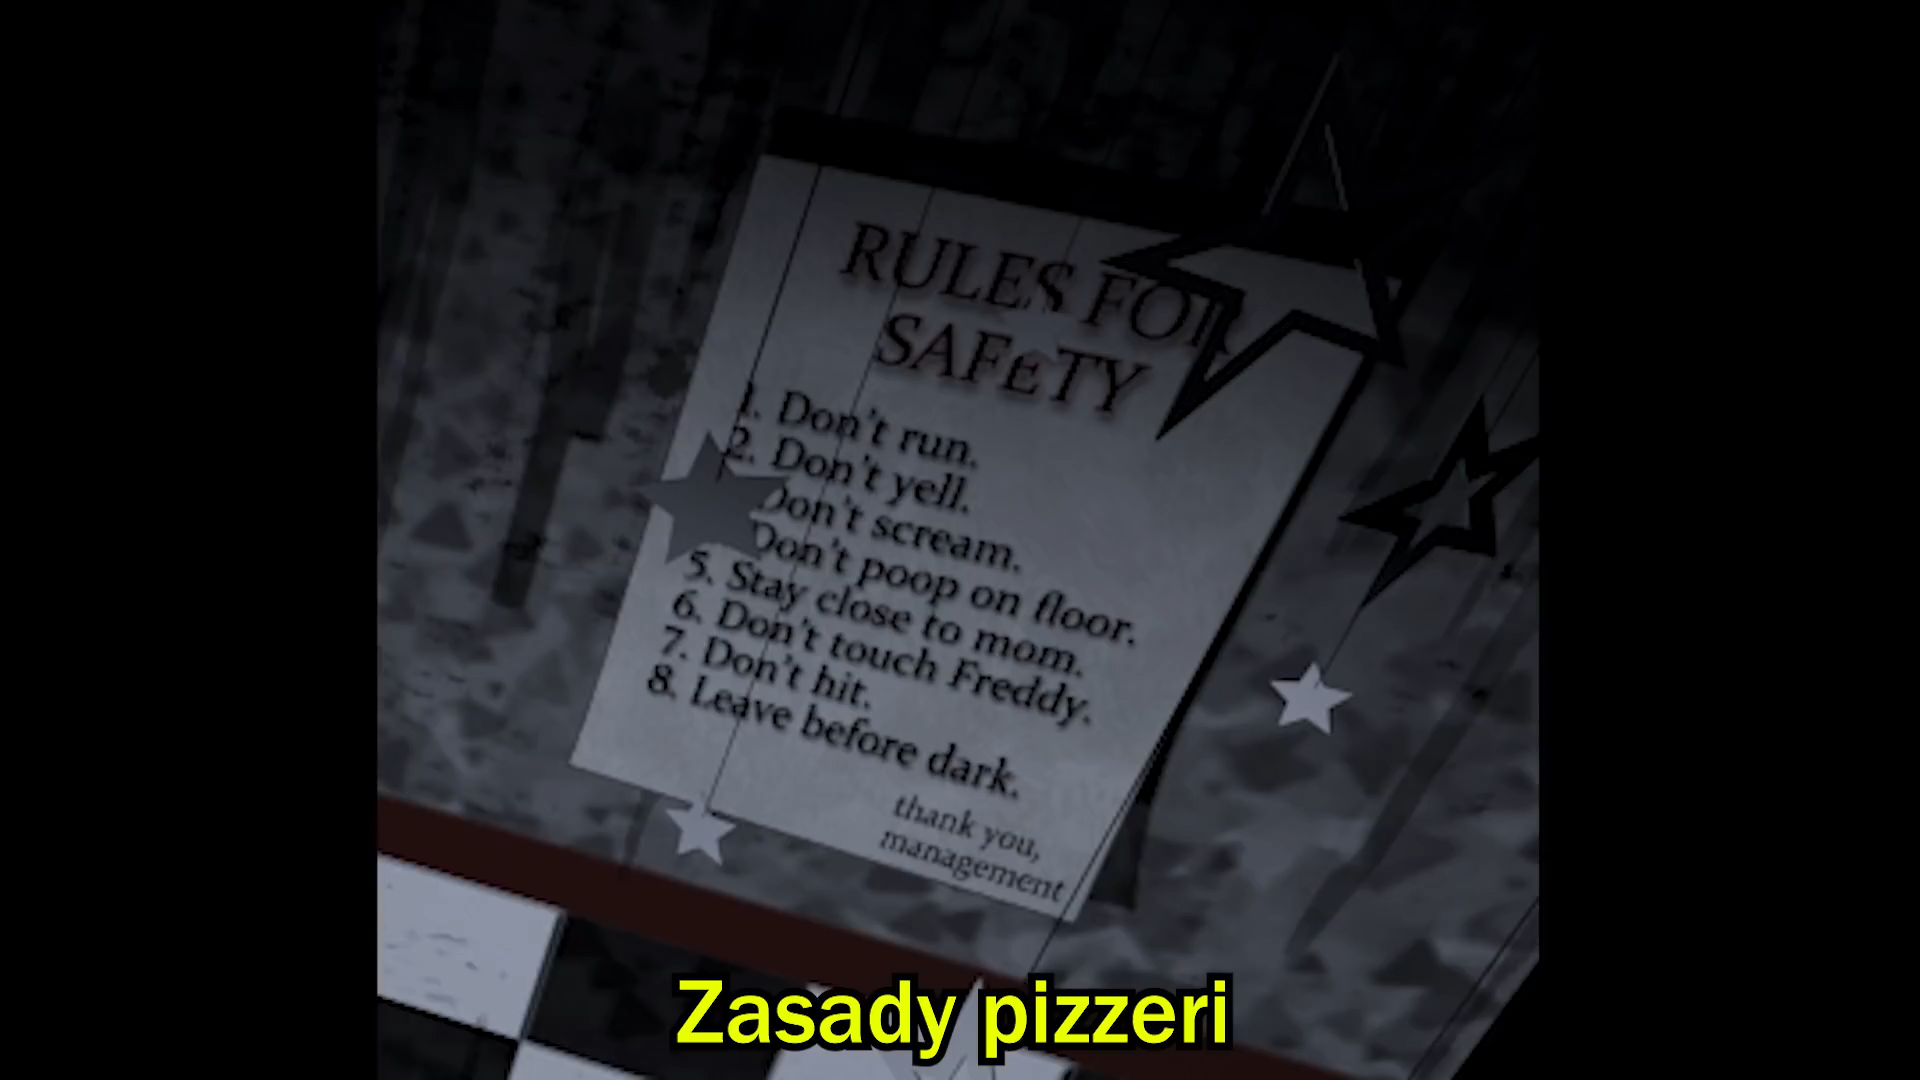 RULES FOR
SAFeTY
1. Don't run.
2. Don't yell.
Don't scream.
Don't poop on floor.
5. Stay close to mom.
6. Don't touch Freddy.
7. Don't hit.
8. Leave before dark.
thank you,
management
Zasady pizzeri